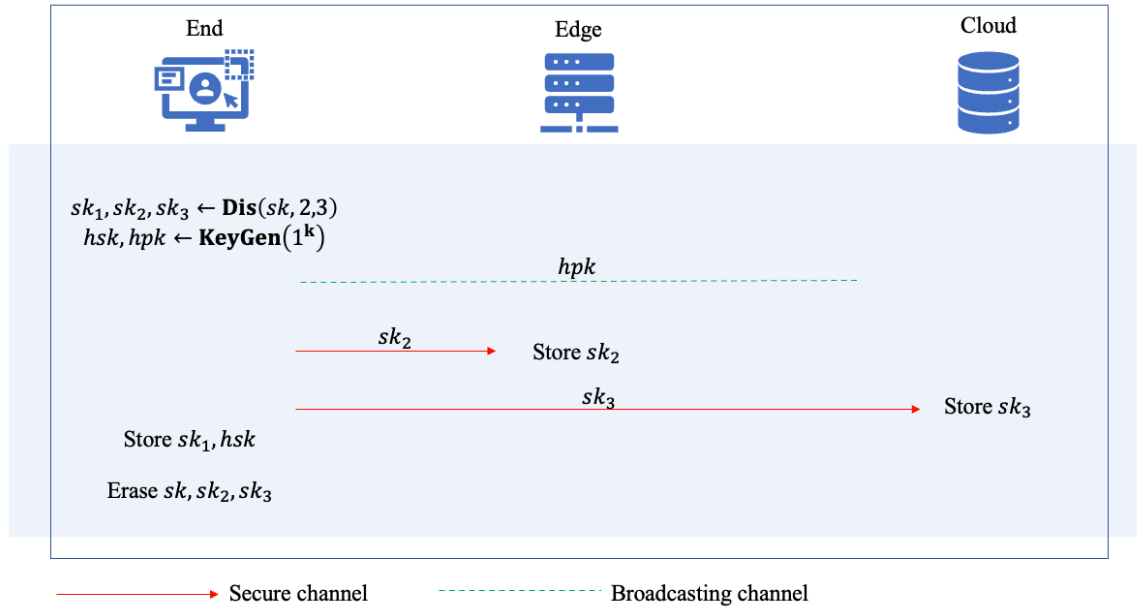 End
Edge
Cloud
sk₁, sk₂, sk₃ ← Dis(sk, 2,3)
hsk, hpk ← KeyGen(1ᵏ)
hpk
sk₂
Store sk₂
sk₃
Store sk₃
Store sk₁, hsk
Erase sk, sk₂, sk₃
Secure channel
Broadcasting channel